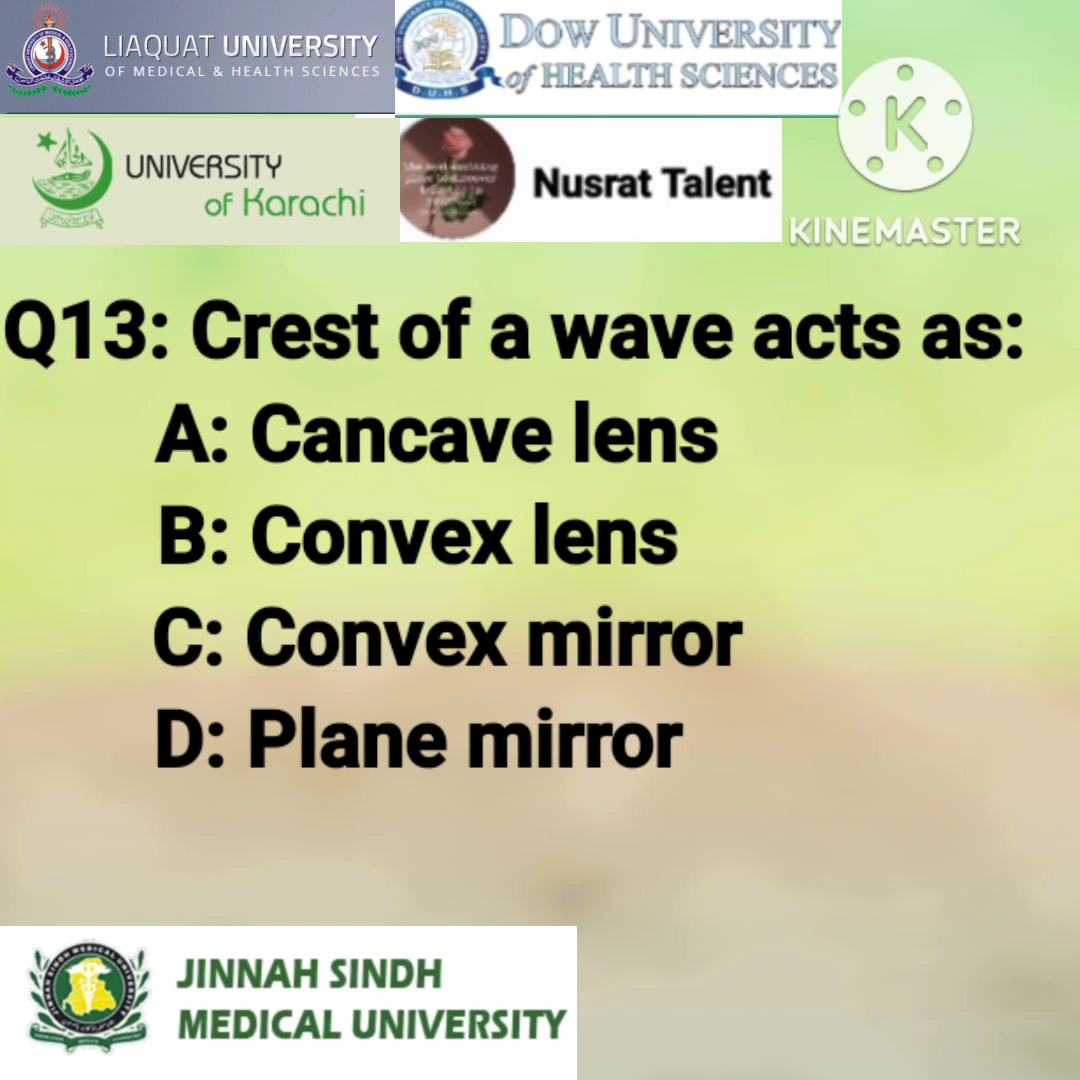 LIAQUAT UNIVERSITY
OF MEDICAL & HEALTH SCIENCES
DOW UNIVERSITY
of HEALTH SCIENCES
D.U.H.S
UNIVERSITY
of Karachi
Nusrat Talent
K
KINEMASTER
Q13: Crest of a wave acts as:
A: Cancave lens
B: Convex lens
C: Convex mirror
D: Plane mirror
JINNAH SINDH
MEDICAL UNIVERSITY